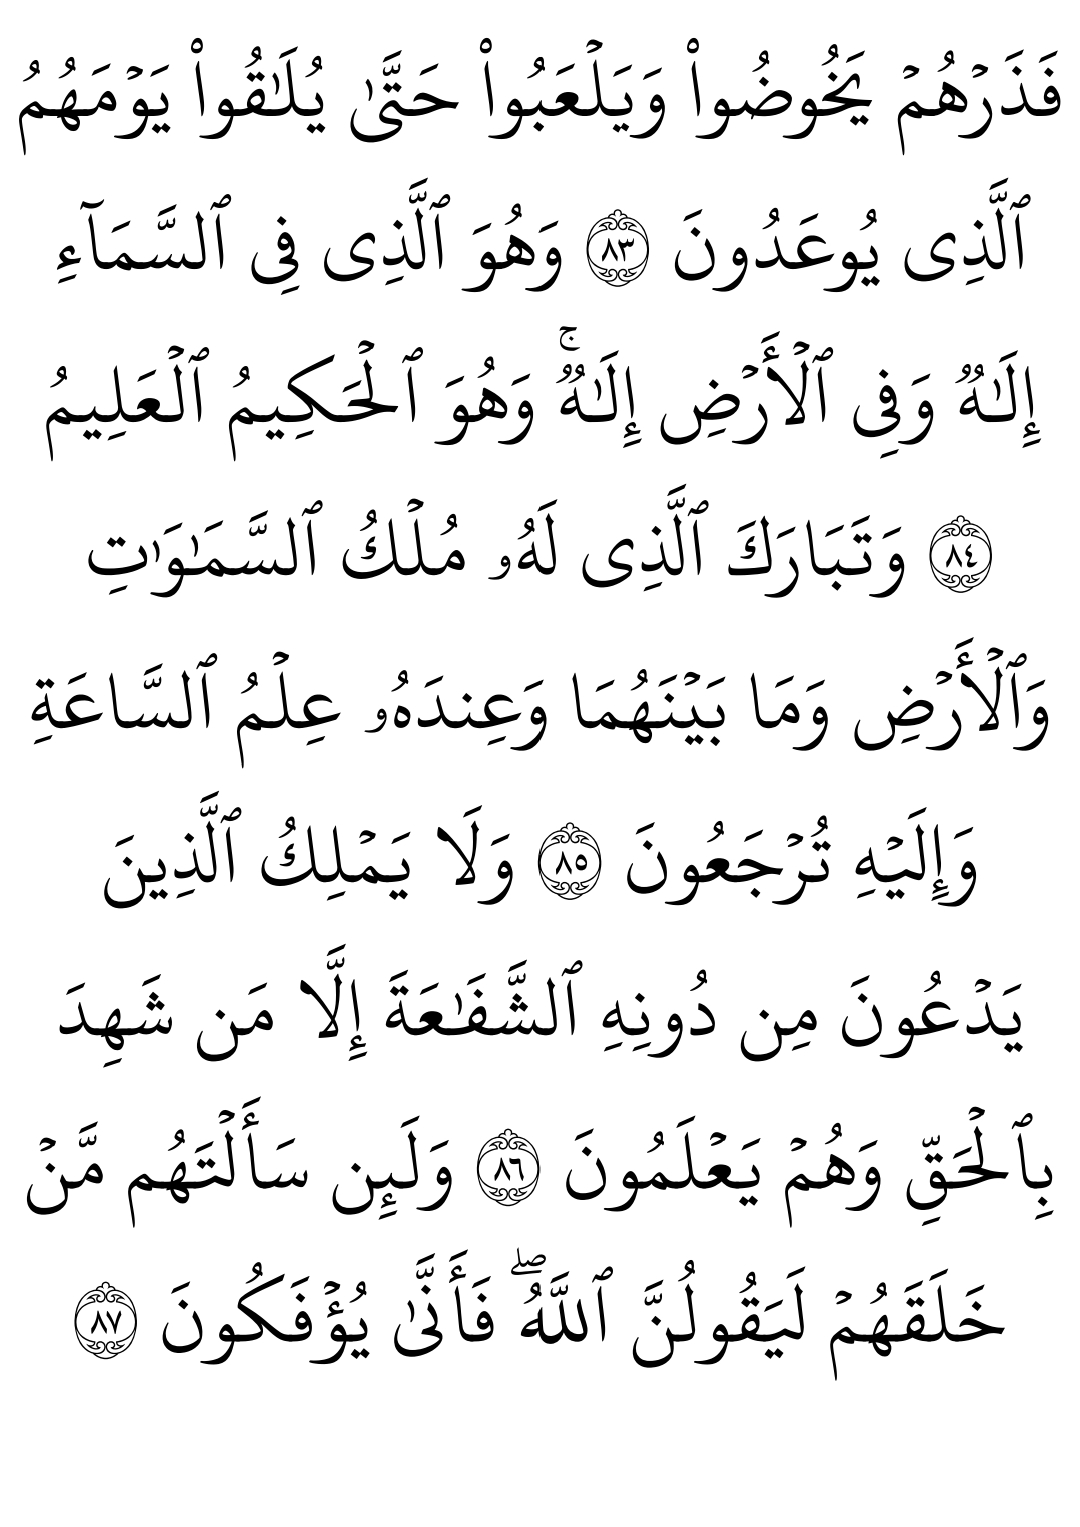 فَذَرۡهُمۡ يَخُوضُواْ وَيَلۡعَبُواْ حَتَّىٰ يُلَٰقُواْ يَوۡمَهُمُ
ٱلَّذِى يُوعَدُونَ ٨٣ وَهُوَ ٱلَّذِى فِى ٱلسَّمَآءِ
إِلَٰهٞ وَفِى ٱلۡأَرۡضِ إِلَٰهٞۚ وَهُوَ ٱلۡحَكِيمُ ٱلۡعَلِيمُ
٨٤ وَتَبَارَكَ ٱلَّذِى لَهُۥ مُلۡكُ ٱلسَّمَٰوَٰتِ
وَٱلۡأَرۡضِ وَمَا بَيۡنَهُمَا وَعِندَهُۥ عِلۡمُ ٱلسَّاعَةِ
وَإِلَيۡهِ تُرۡجَعُونَ ٨٥ وَلَا يَمۡلِكُ ٱلَّذِينَ
يَدۡعُونَ مِن دُونِهِ ٱلشَّفَٰعَةَ إِلَّا مَن شَهِدَ
بِٱلۡحَقِّ وَهُمۡ يَعۡلَمُونَ ٨٦ وَلَئِن سَأَلۡتَهُم مَّنۡ
خَلَقَهُمۡ لَيَقُولُنَّ ٱللَّهُۖ فَأَنَّىٰ يُؤۡفَكُونَ ٨٧